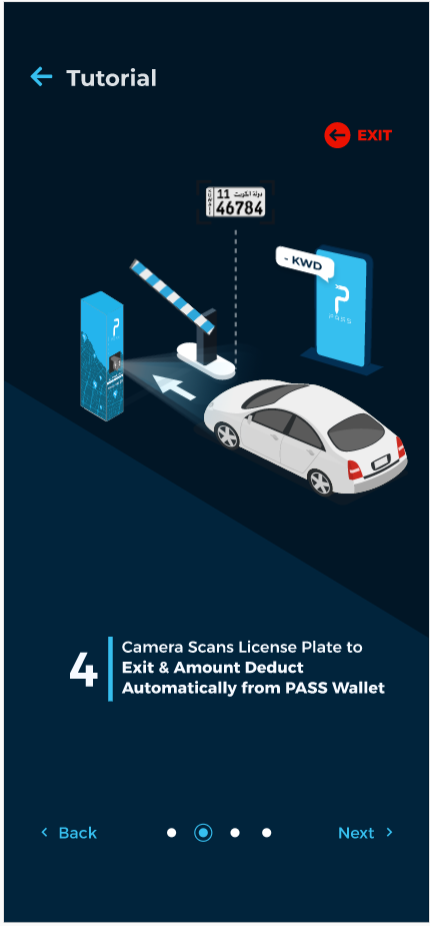 Tutorial
EXIT
KUWAIT
11 دولة الكويت
46784
- KWD
PASS
4
Camera Scans License Plate to
Exit & Amount Deduct
Automatically from PASS Wallet
Back
Next